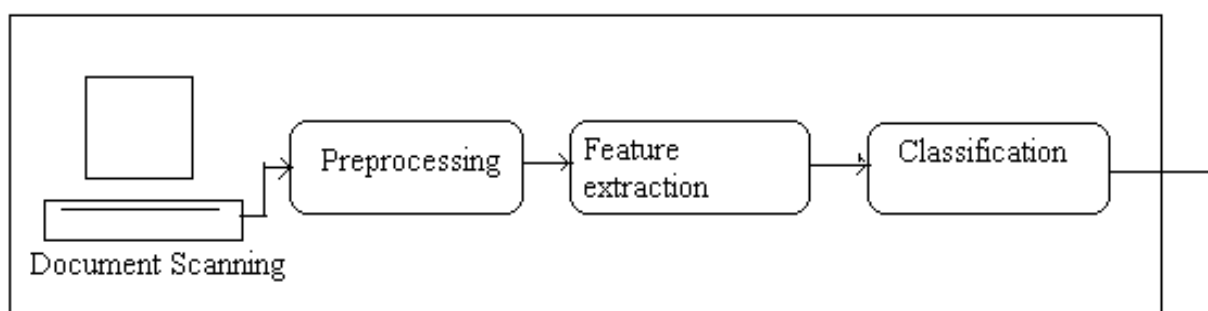 Preprocessing
Feature
extraction
Classification
Document Scanning